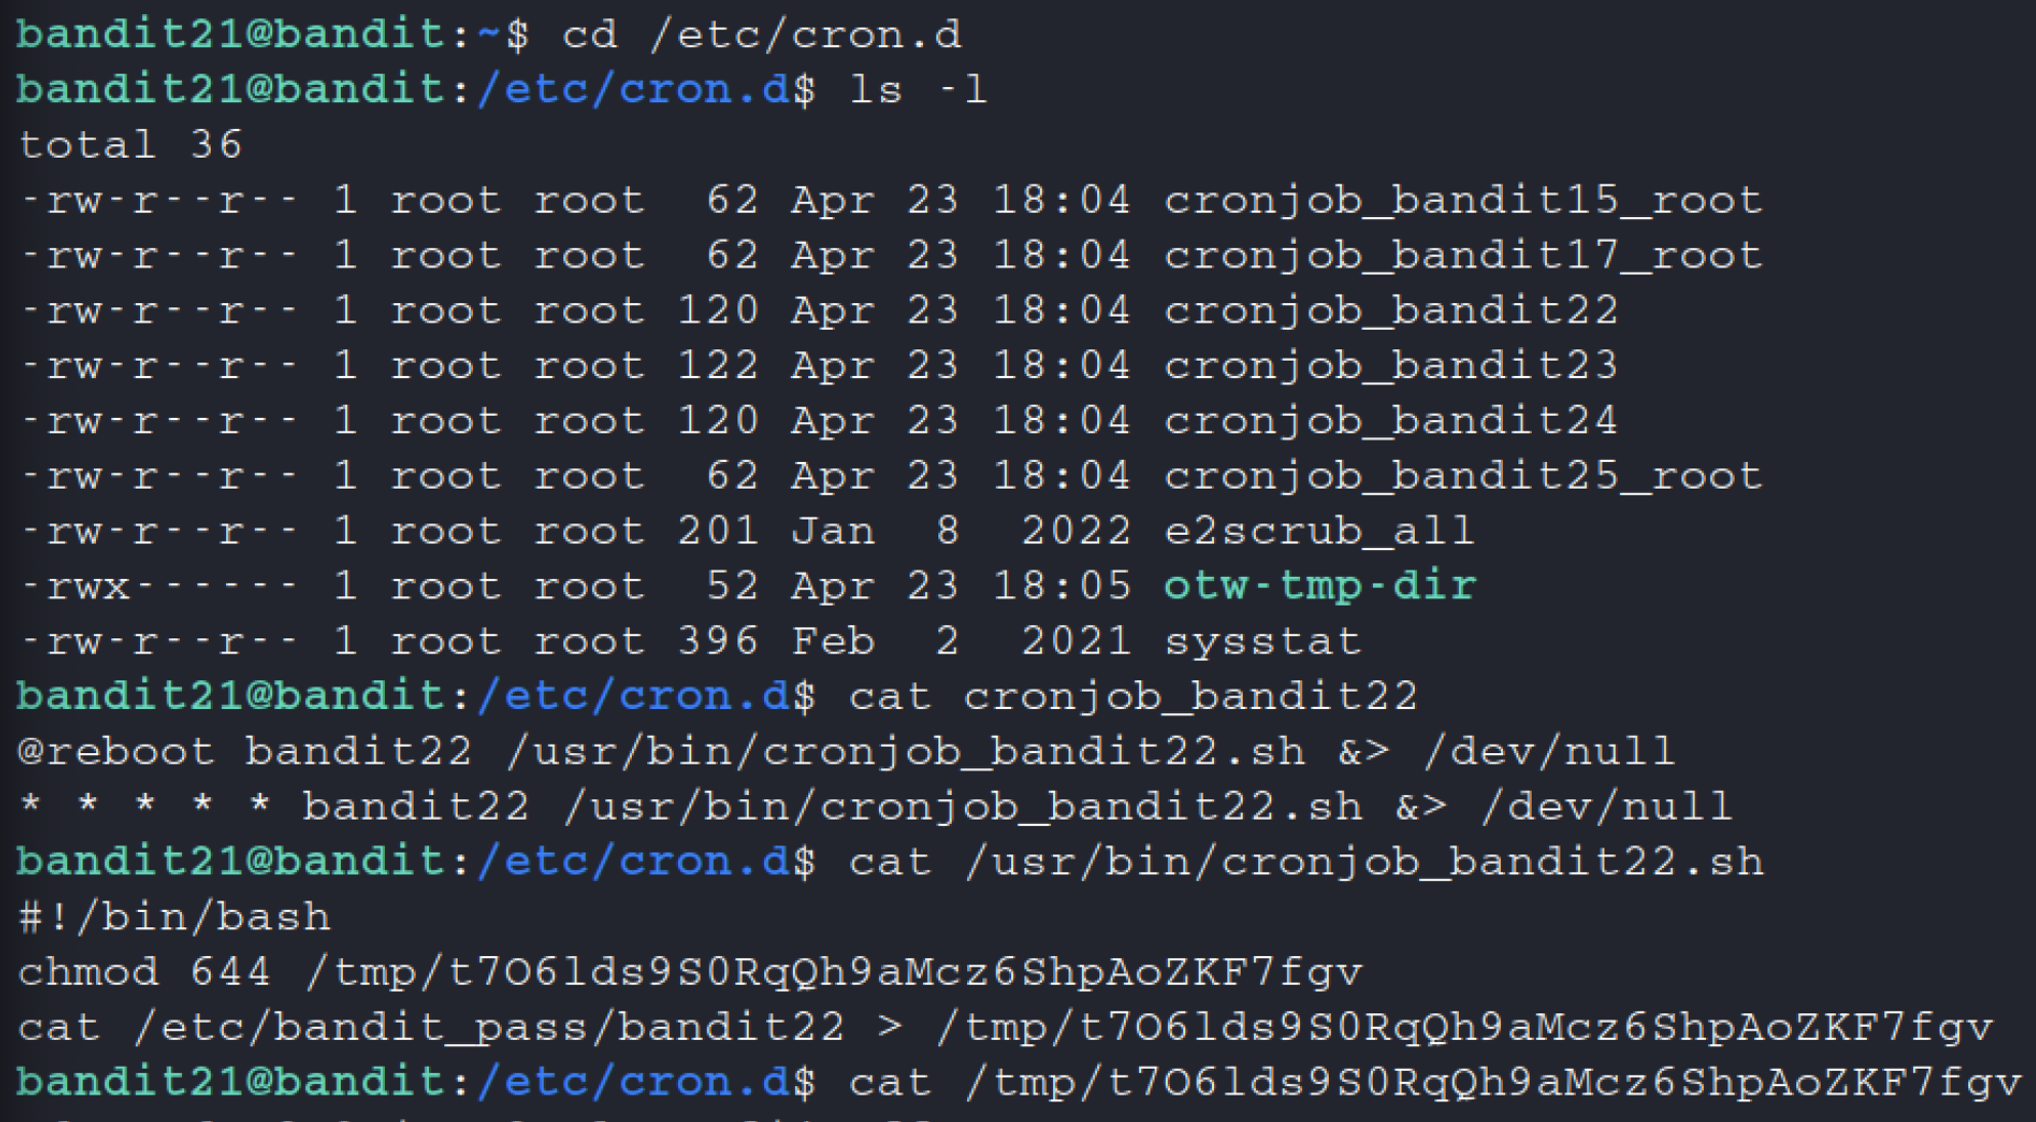 bandit21@bandit:~$ cd /etc/cron.d
bandit21@bandit:/etc/cron.d$ ls -l
total 36
-rw-r--r-- 1 root root  62 Apr 23 18:04 cronjob_bandit15_root
-rw-r--r-- 1 root root  62 Apr 23 18:04 cronjob_bandit17_root
-rw-r--r-- 1 root root 120 Apr 23 18:04 cronjob_bandit22
-rw-r--r-- 1 root root 122 Apr 23 18:04 cronjob_bandit23
-rw-r--r-- 1 root root 120 Apr 23 18:04 cronjob_bandit24
-rw-r--r-- 1 root root  62 Apr 23 18:04 cronjob_bandit25_root
-rw-r--r-- 1 root root 201 Jan  8  2022 e2scrub_all
-rwx------ 1 root root  52 Apr 23 18:05 otw-tmp-dir
-rw-r--r-- 1 root root 396 Feb  2  2021 sysstat
bandit21@bandit:/etc/cron.d$ cat cronjob_bandit22
@reboot bandit22 /usr/bin/cronjob_bandit22.sh &> /dev/null
* * * * * bandit22 /usr/bin/cronjob_bandit22.sh &> /dev/null
bandit21@bandit:/etc/cron.d$ cat /usr/bin/cronjob_bandit22.sh
#!/bin/bash
chmod 644 /tmp/t7O6lds9S0RqQh9aMcz6ShpAoZKF7fgv
cat /etc/bandit_pass/bandit22 > /tmp/t7O6lds9S0RqQh9aMcz6ShpAoZKF7fgv
bandit21@bandit:/etc/cron.d$ cat /tmp/t7O6lds9S0RqQh9aMcz6ShpAoZKF7fgv